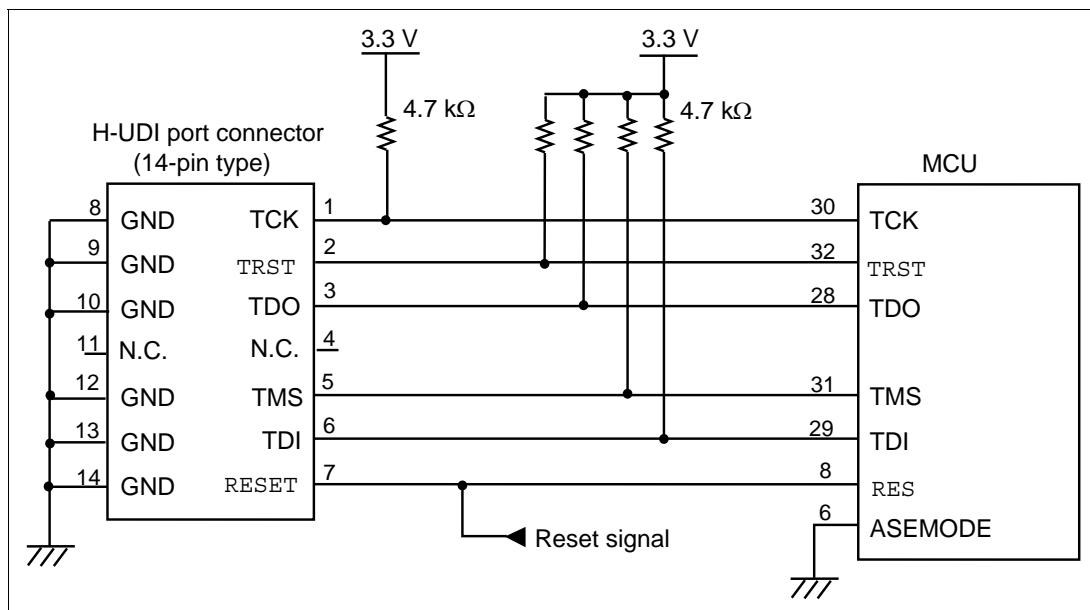 3.3 V
3.3 V
4.7 kΩ
4.7 kΩ
H-UDI port connector
(14-pin type)
MCU
8 GND TCK 1 30 TCK
9 GND TRST 2 32 TRST
10 GND TDO 3 28 TDO
11 N.C. N.C. 4
12 GND TMS 5 31 TMS
13 GND TDI 6 29 TDI
14 GND RESET 7 8 RES
6 ASEMODE
Reset signal